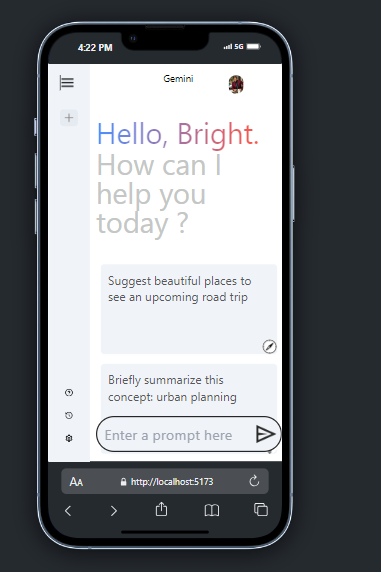 4:22 PM
5G
Gemini
Hello, Bright.
How can I
help you
today ?
Suggest beautiful places to
see an upcoming road trip
Briefly summarize this
concept: urban planning
Enter a prompt here
AA
http://localhost:5173